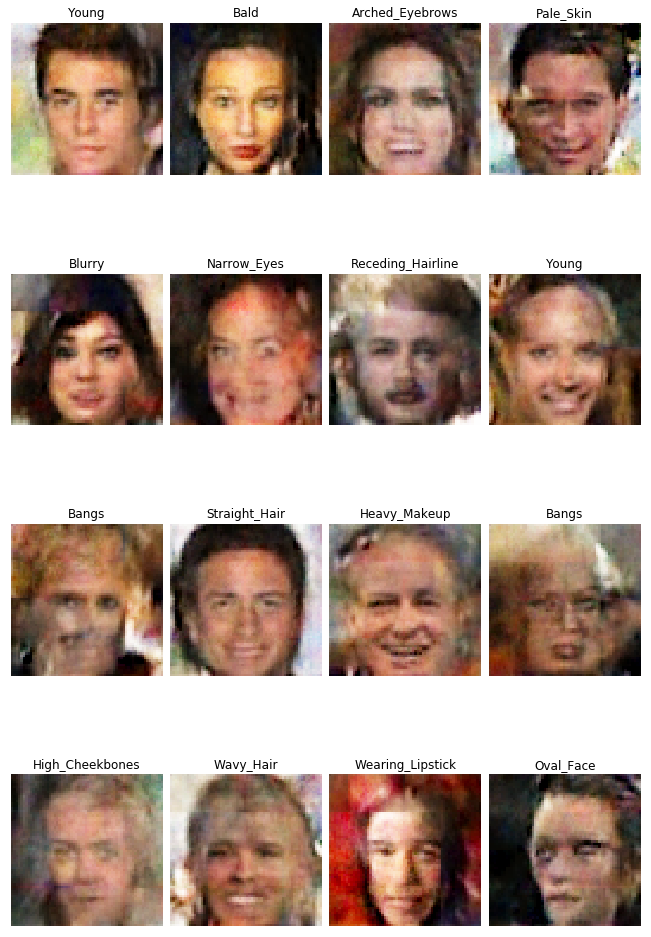 Young Bald Arched_Eyebrows Pale_Skin
Blurry Narrow_Eyes Receding_Hairline Young
Bangs Straight_Hair Heavy_Makeup Bangs
High_Cheekbones Wavy_Hair Wearing_Lipstick Oval_Face